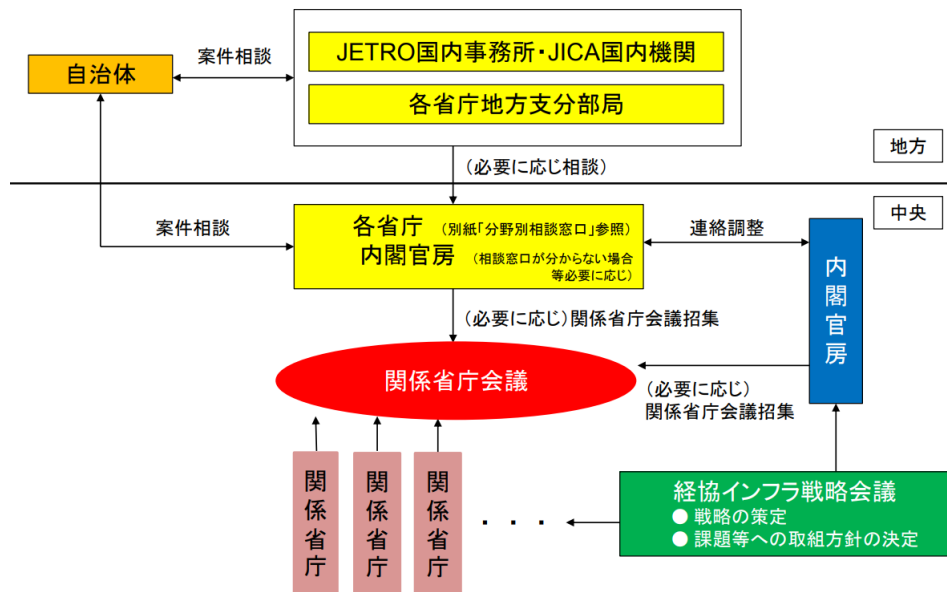 案件相談
自治体
JETRO国内事務所・JICA国内機関
各省庁地方支分部局
地方
（必要に応じ相談）
中央
案件相談
各省庁 （別紙「分野別相談窓口」参照）
内閣官房 （相談窓口が分からない場合
等必要に応じ）
連絡調整
内閣官房
（必要に応じ）関係省庁会議招集
関係省庁会議
（必要に応じ）
関係省庁会議招集
関係省庁
関係省庁
関係省庁
・・・
経協インフラ戦略会議
● 戦略の策定
● 課題等への取組方針の決定